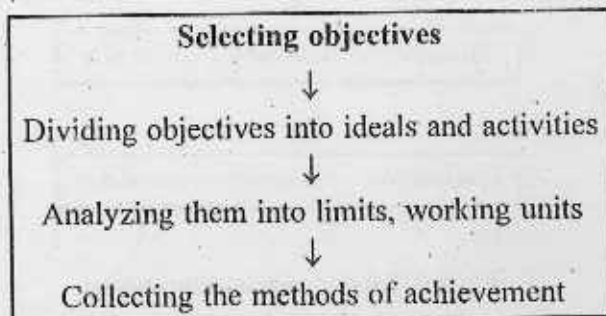 Selecting objectives
↓
Dividing objectives into ideals and activities
↓
Analyzing them into limits, working units
↓
Collecting the methods of achievement